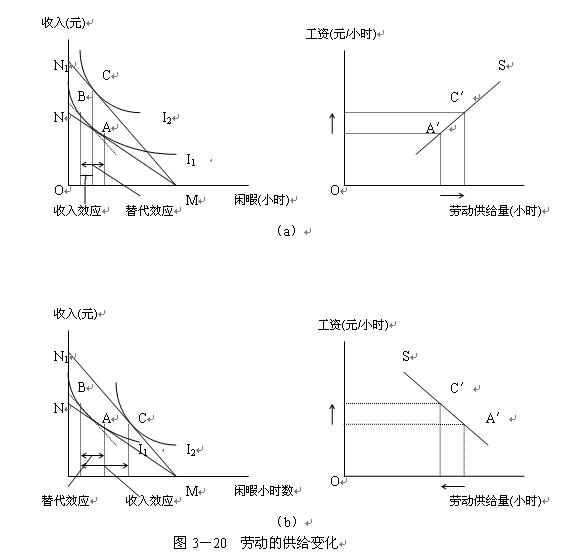 收入(元)
工资(元/小时)
N1
S
C
C′
B
N
I2
A
A′
I1
O
M
闲暇(小时)
O
收入效应
替代效应
劳动供给量(小时)
(a)
收入(元)
工资(元/小时)
N1
S
B
C′
N
A
C
A′
I1
I2
O
M
闲暇小时数
O
替代效应
收入效应
劳动供给量(小时)
(b)
图 3—20 劳动的供给变化